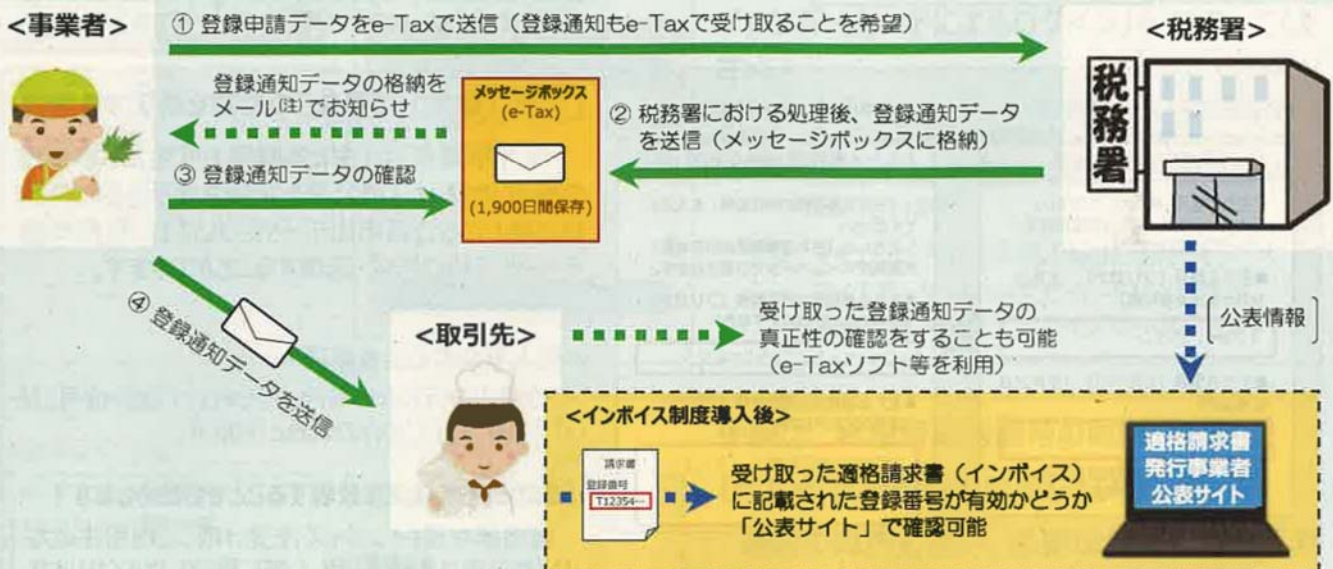 <事業者>
① 登録申請データをe-Taxで送信（登録通知もe-Taxで受け取ることを希望）
<税務署>
税務署
登録通知データの格納を
メール(注)でお知らせ
メッセージボックス
(e-Tax)
(1,900日間保存)
② 税務署における処理後、登録通知データ
を送信（メッセージボックスに格納）
③ 登録通知データの確認
④ 登録通知データを送信
<取引先>
受け取った登録通知データの
真正性の確認をすることも可能
（e-Taxソフト等を利用）
公表情報
<インボイス制度導入後>
請求書
登録番号
T12354…
受け取った適格請求書（インボイス）
に記載された登録番号が有効かどうか
「公表サイト」で確認可能
適格請求書
発行事業者
公表サイト